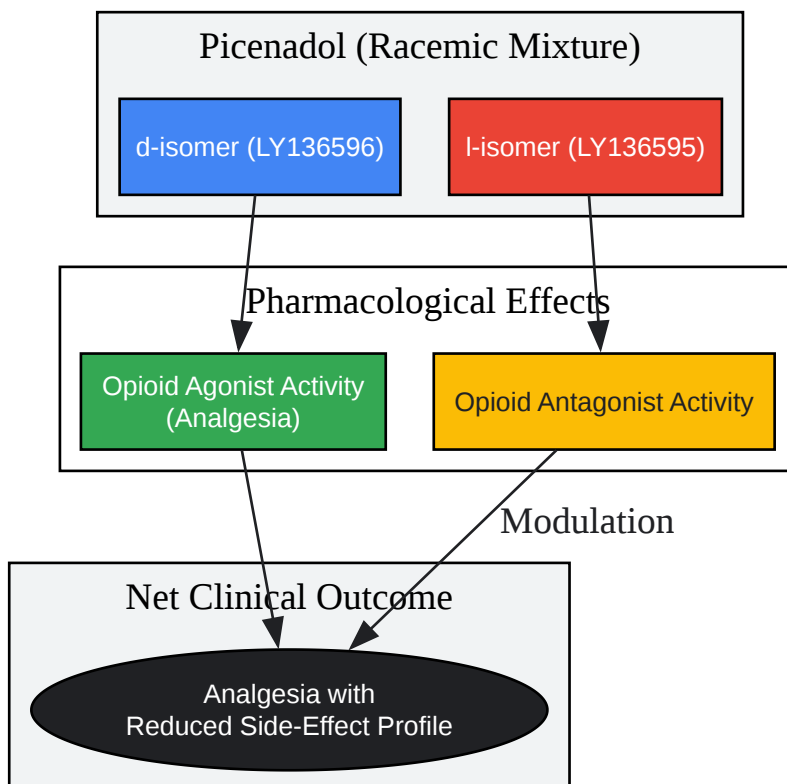 Picenadol (Racemic Mixture)
d-isomer (LY136596)
l-isomer (LY136595)
Pharmacological Effects
Opioid Agonist Activity
(Analgesia)
Opioid Antagonist Activity
Modulation
Net Clinical Outcome
Analgesia with
Reduced Side-Effect Profile